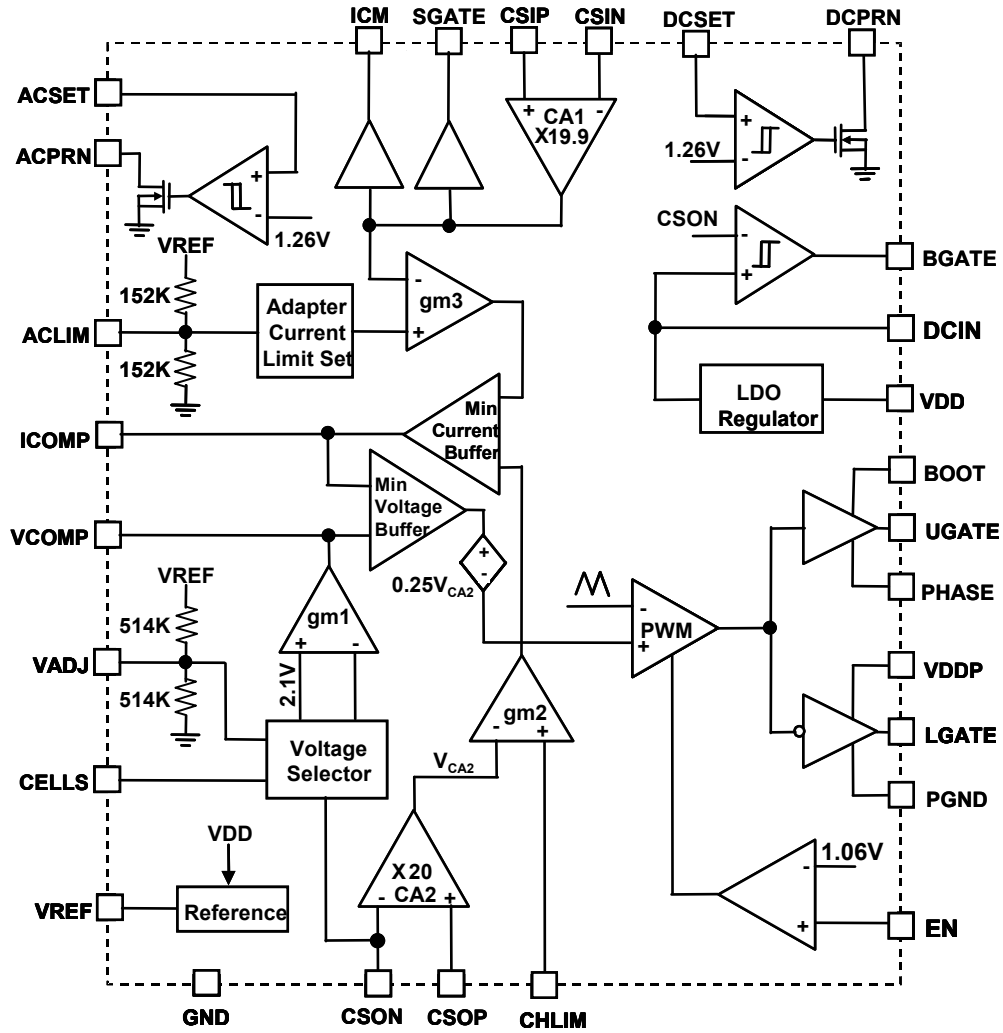 ICM
SGATE
CSIP
CSIN
DCSET
DCPRN
ACSET
ACPRN
+
-
CA1
X19.9
+
-
1.26V
+
-
1.26V
VREF
152K
ACLIM
152K
Adapter
Current
Limit Set
-
gm3
+
CSON
-
+
BGATE
DCIN
LDO
Regulator
VDD
ICOMP
Min
Current
Buffer
Min
Voltage
Buffer
VCOMP
+
-
0.25VCA2
BOOT
UGATE
PHASE
VREF
514K
VADJ
514K
gm1
+
-
2.1V
-
PWM
+
VDDP
LGATE
PGND
gm2
-
+
Voltage
Selector
CELLS
VCA2
VDD
VREF
Reference
X20
CA2
-
+
1.06V
-
+
EN
GND
CSON
CSOP
CHLIM